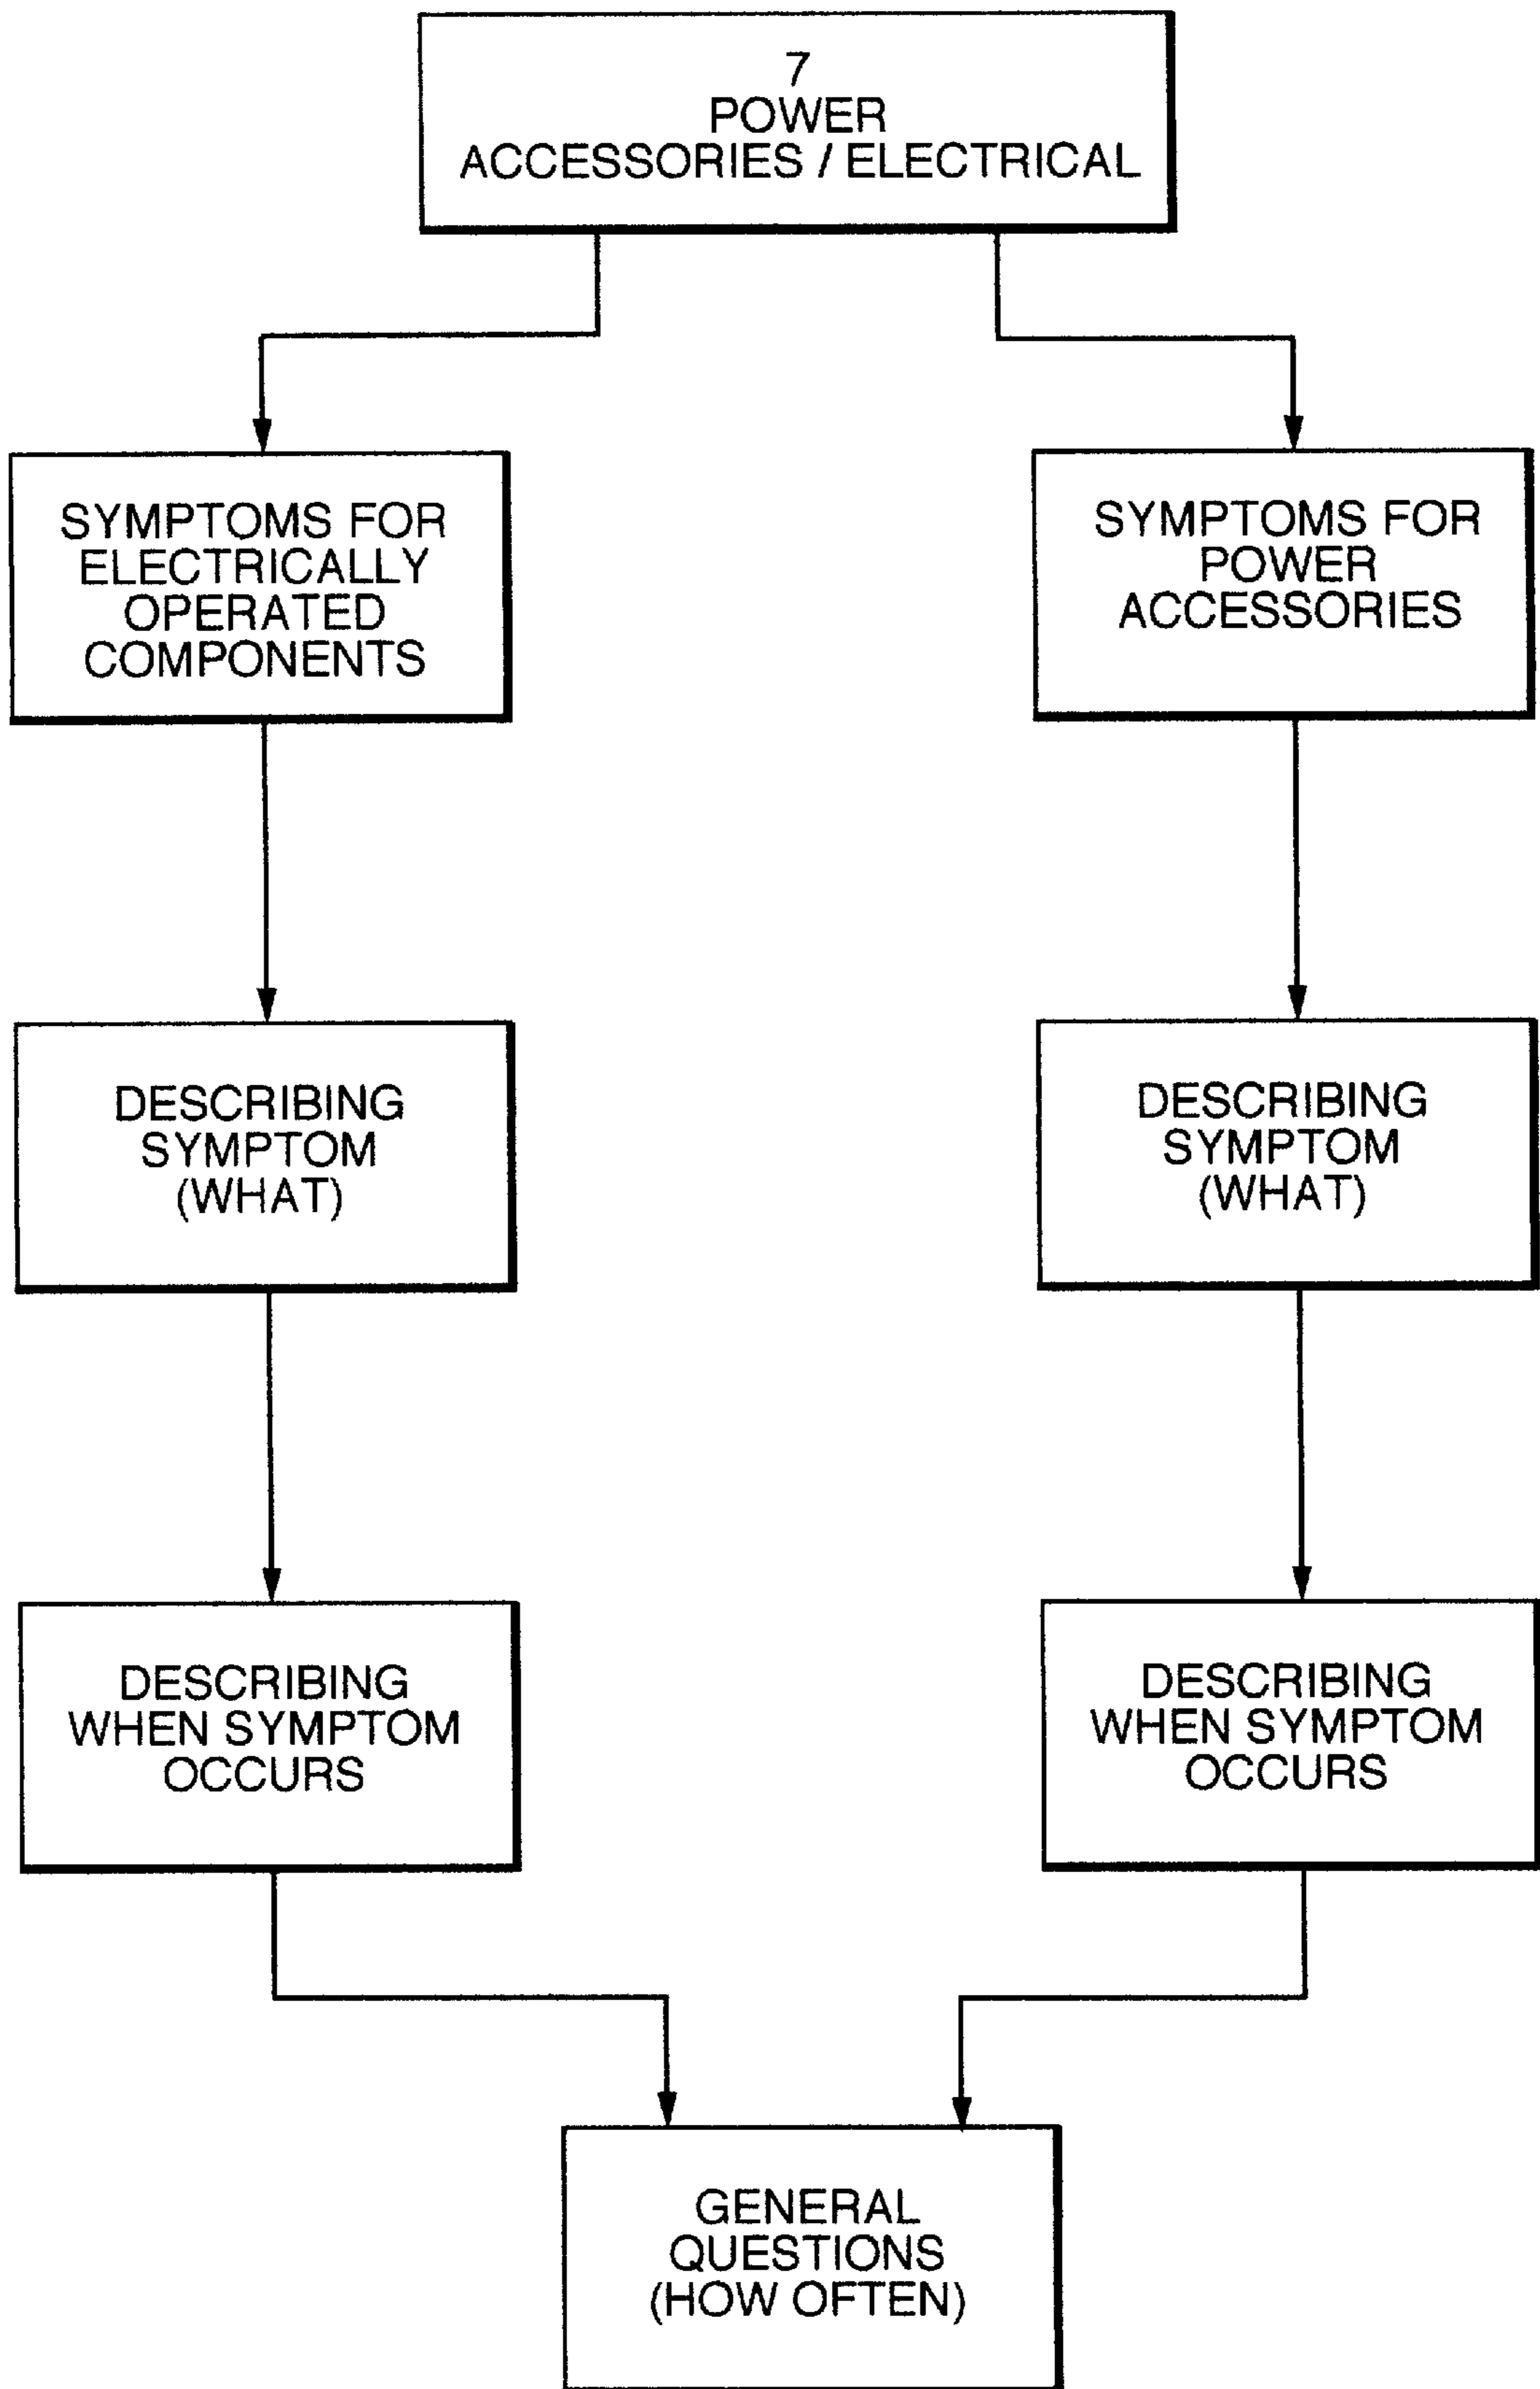 7
POWER
ACCESSORIES / ELECTRICAL
SYMPTOMS FOR
ELECTRICALLY
OPERATED
COMPONENTS
SYMPTOMS FOR
POWER
ACCESSORIES
DESCRIBING
SYMPTOM
(WHAT)
DESCRIBING
SYMPTOM
(WHAT)
DESCRIBING
WHEN SYMPTOM
OCCURS
DESCRIBING
WHEN SYMPTOM
OCCURS
GENERAL
QUESTIONS
(HOW OFTEN)